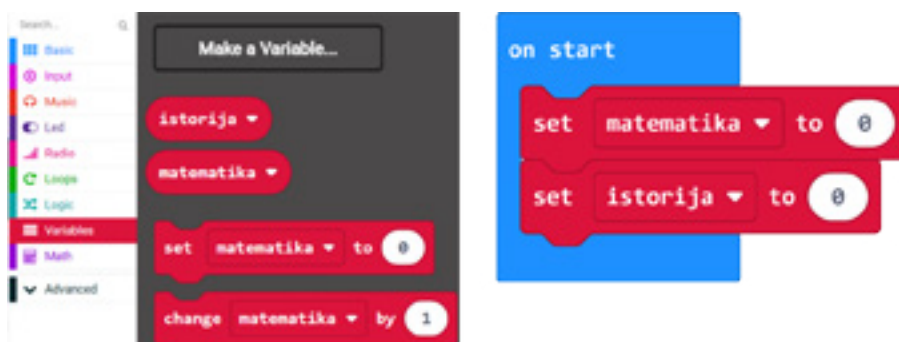 Search...
Basic
Input
Music
Led
Radio
Loops
Logic
Variables
Math
Advanced
Make a Variable...
istorija
matematika
set matematika to 0
change matematika by 1
on start
set matematika to 0
set istorija to 0